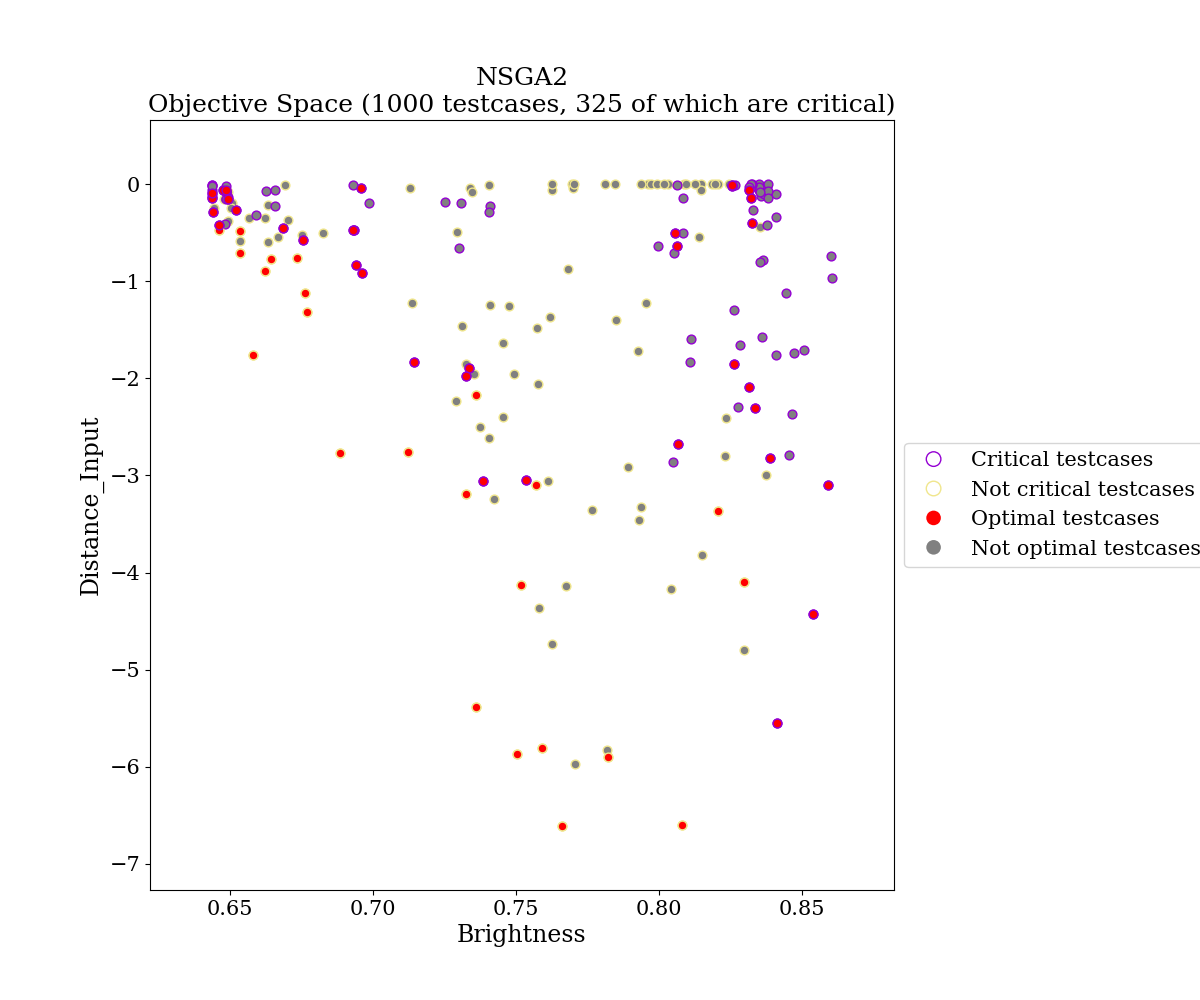 NSGA2
Objective Space (1000 testcases, 325 of which are critical)
0
−1
−2
−3
−4
−5
−6
−7
Distance_Input
0.65 0.70 0.75 0.80 0.85
Brightness
Critical testcases
Not critical testcases
Optimal testcases
Not optimal testcases